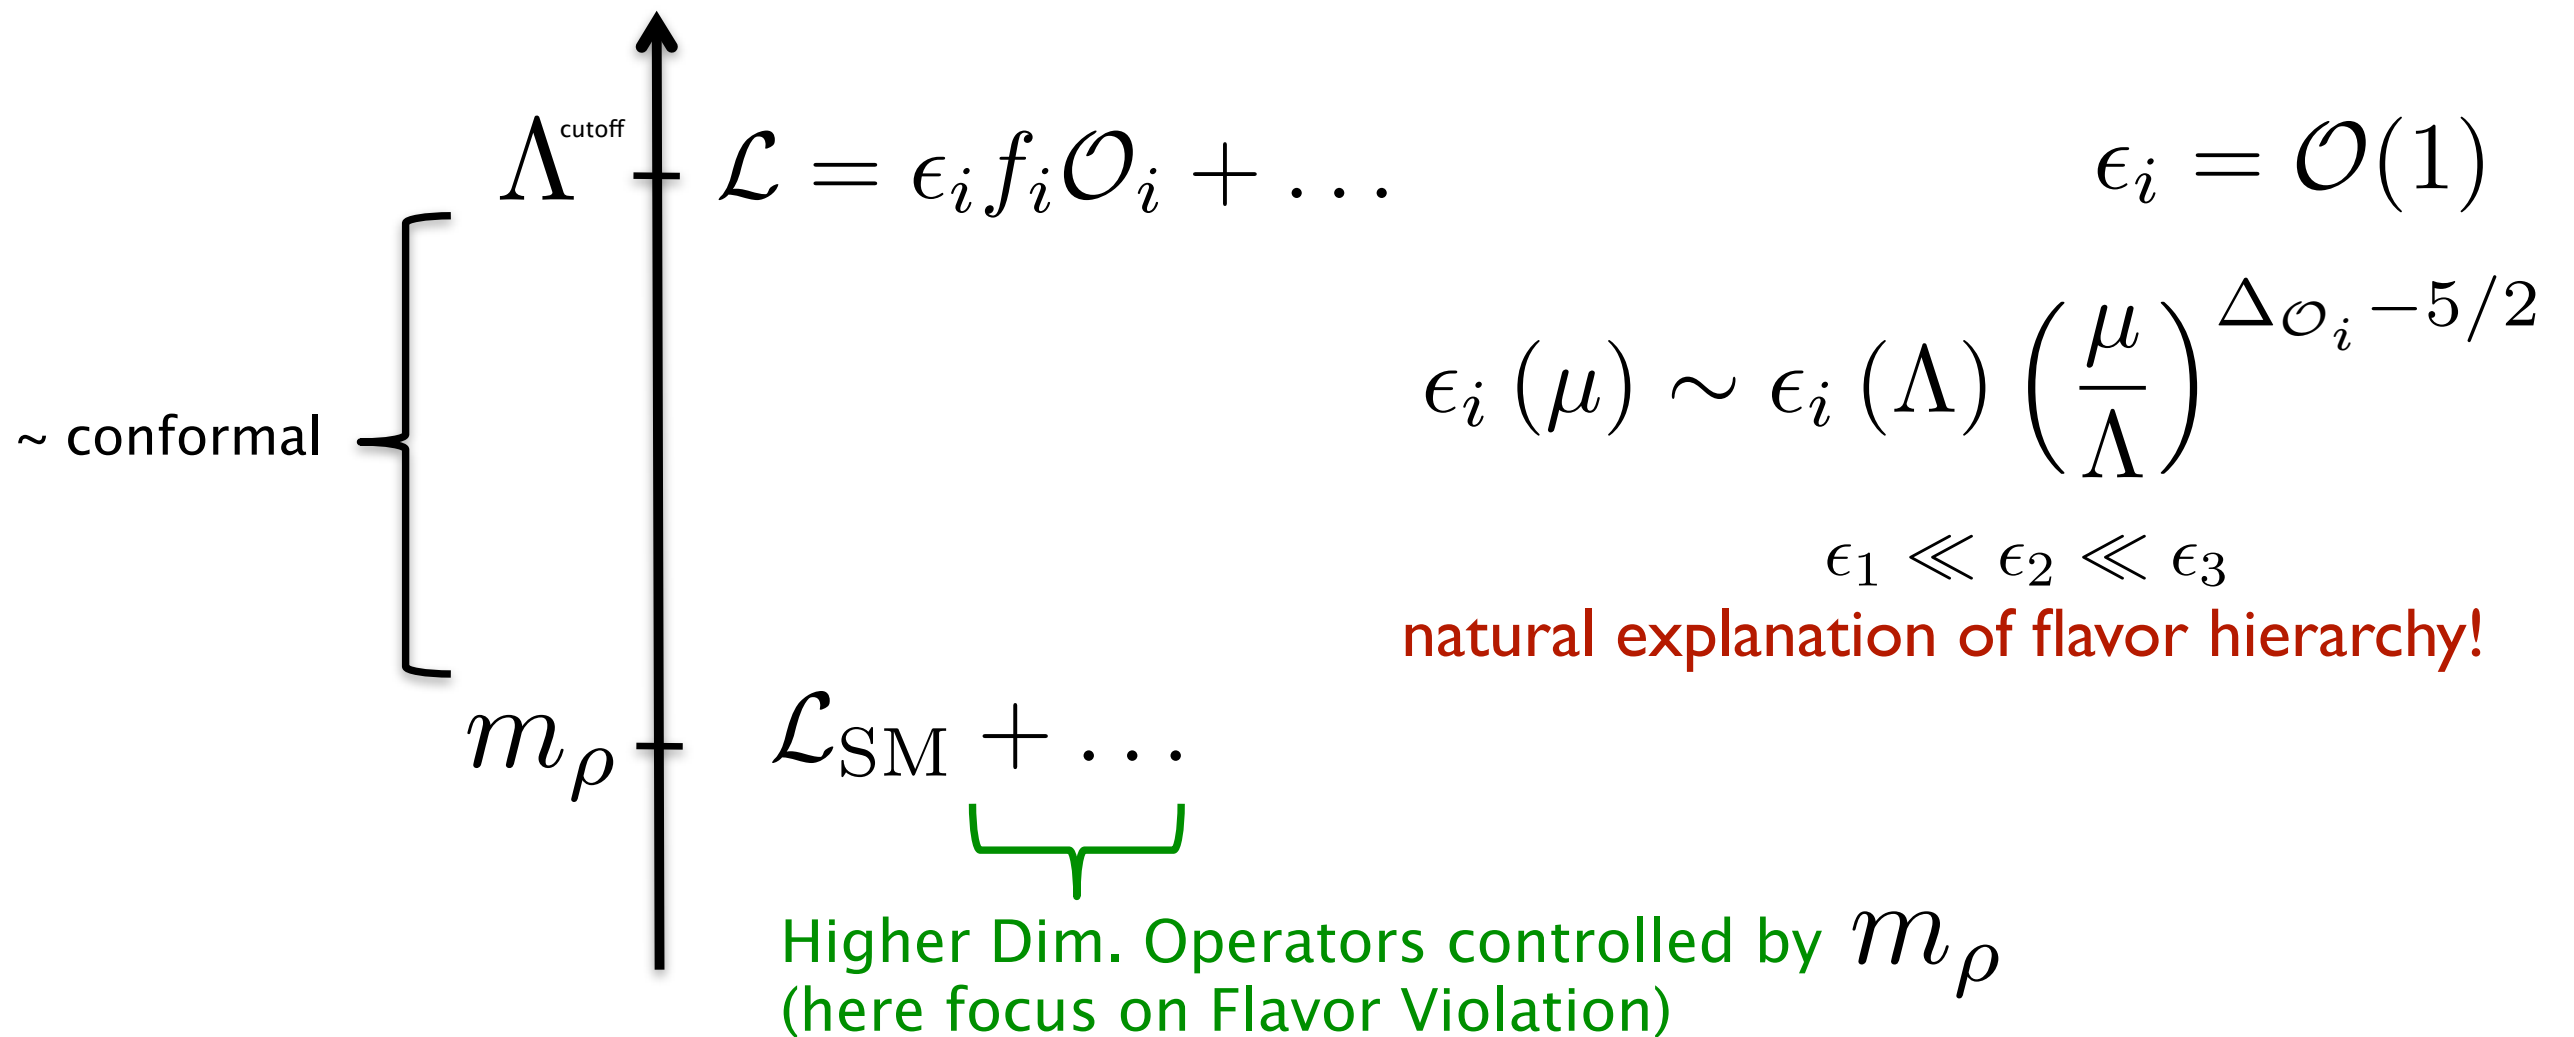 Λ cutoff
ℒ = ϵ_i f_i 𝒪_i + . . .
ϵ_i = 𝒪(1)
ϵ_i (μ) ∼ ϵ_i (Λ) (μ/Λ)^{Δ_{𝒪_i} −5/2}
~ conformal
ϵ_1 ≪ ϵ_2 ≪ ϵ_3
natural explanation of flavor hierarchy!
m_ρ
ℒ_SM + . . .
Higher Dim. Operators controlled by m_ρ
(here focus on Flavor Violation)